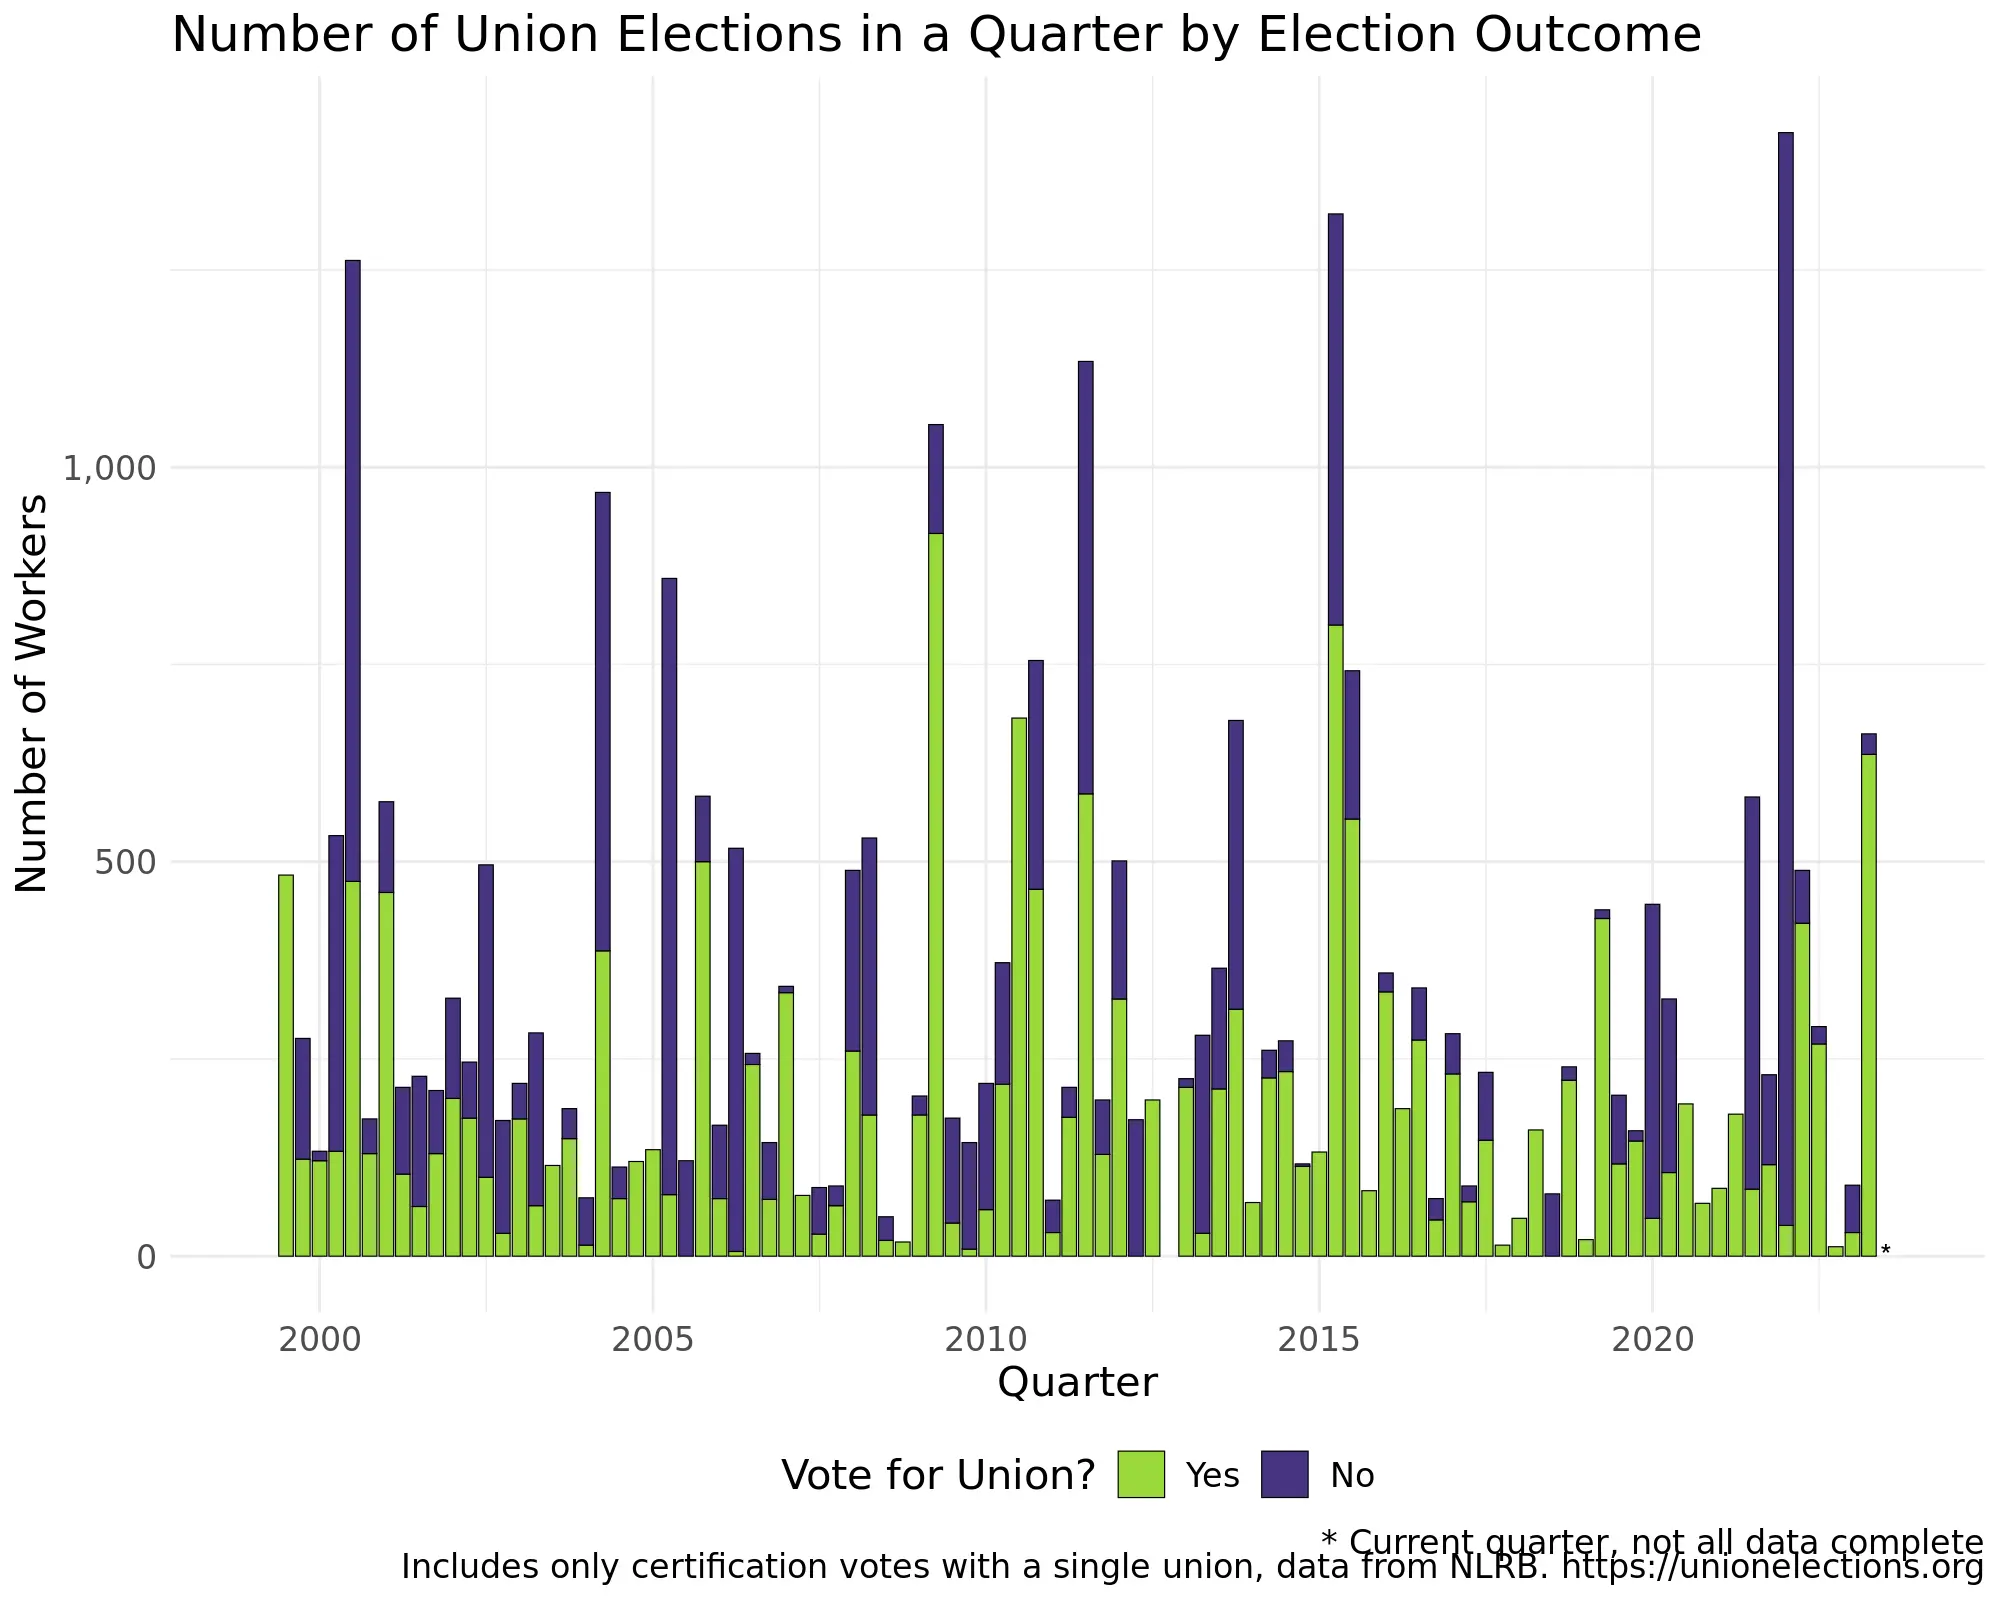 Number of Union Elections in a Quarter by Election Outcome
Number of Workers
1,000
500
0
*
2000 2005 2010 2015 2020
Quarter
Vote for Union? Yes No
* Current quarter, not all data complete
Includes only certification votes with a single union, data from NLRB. https://unionelections.org